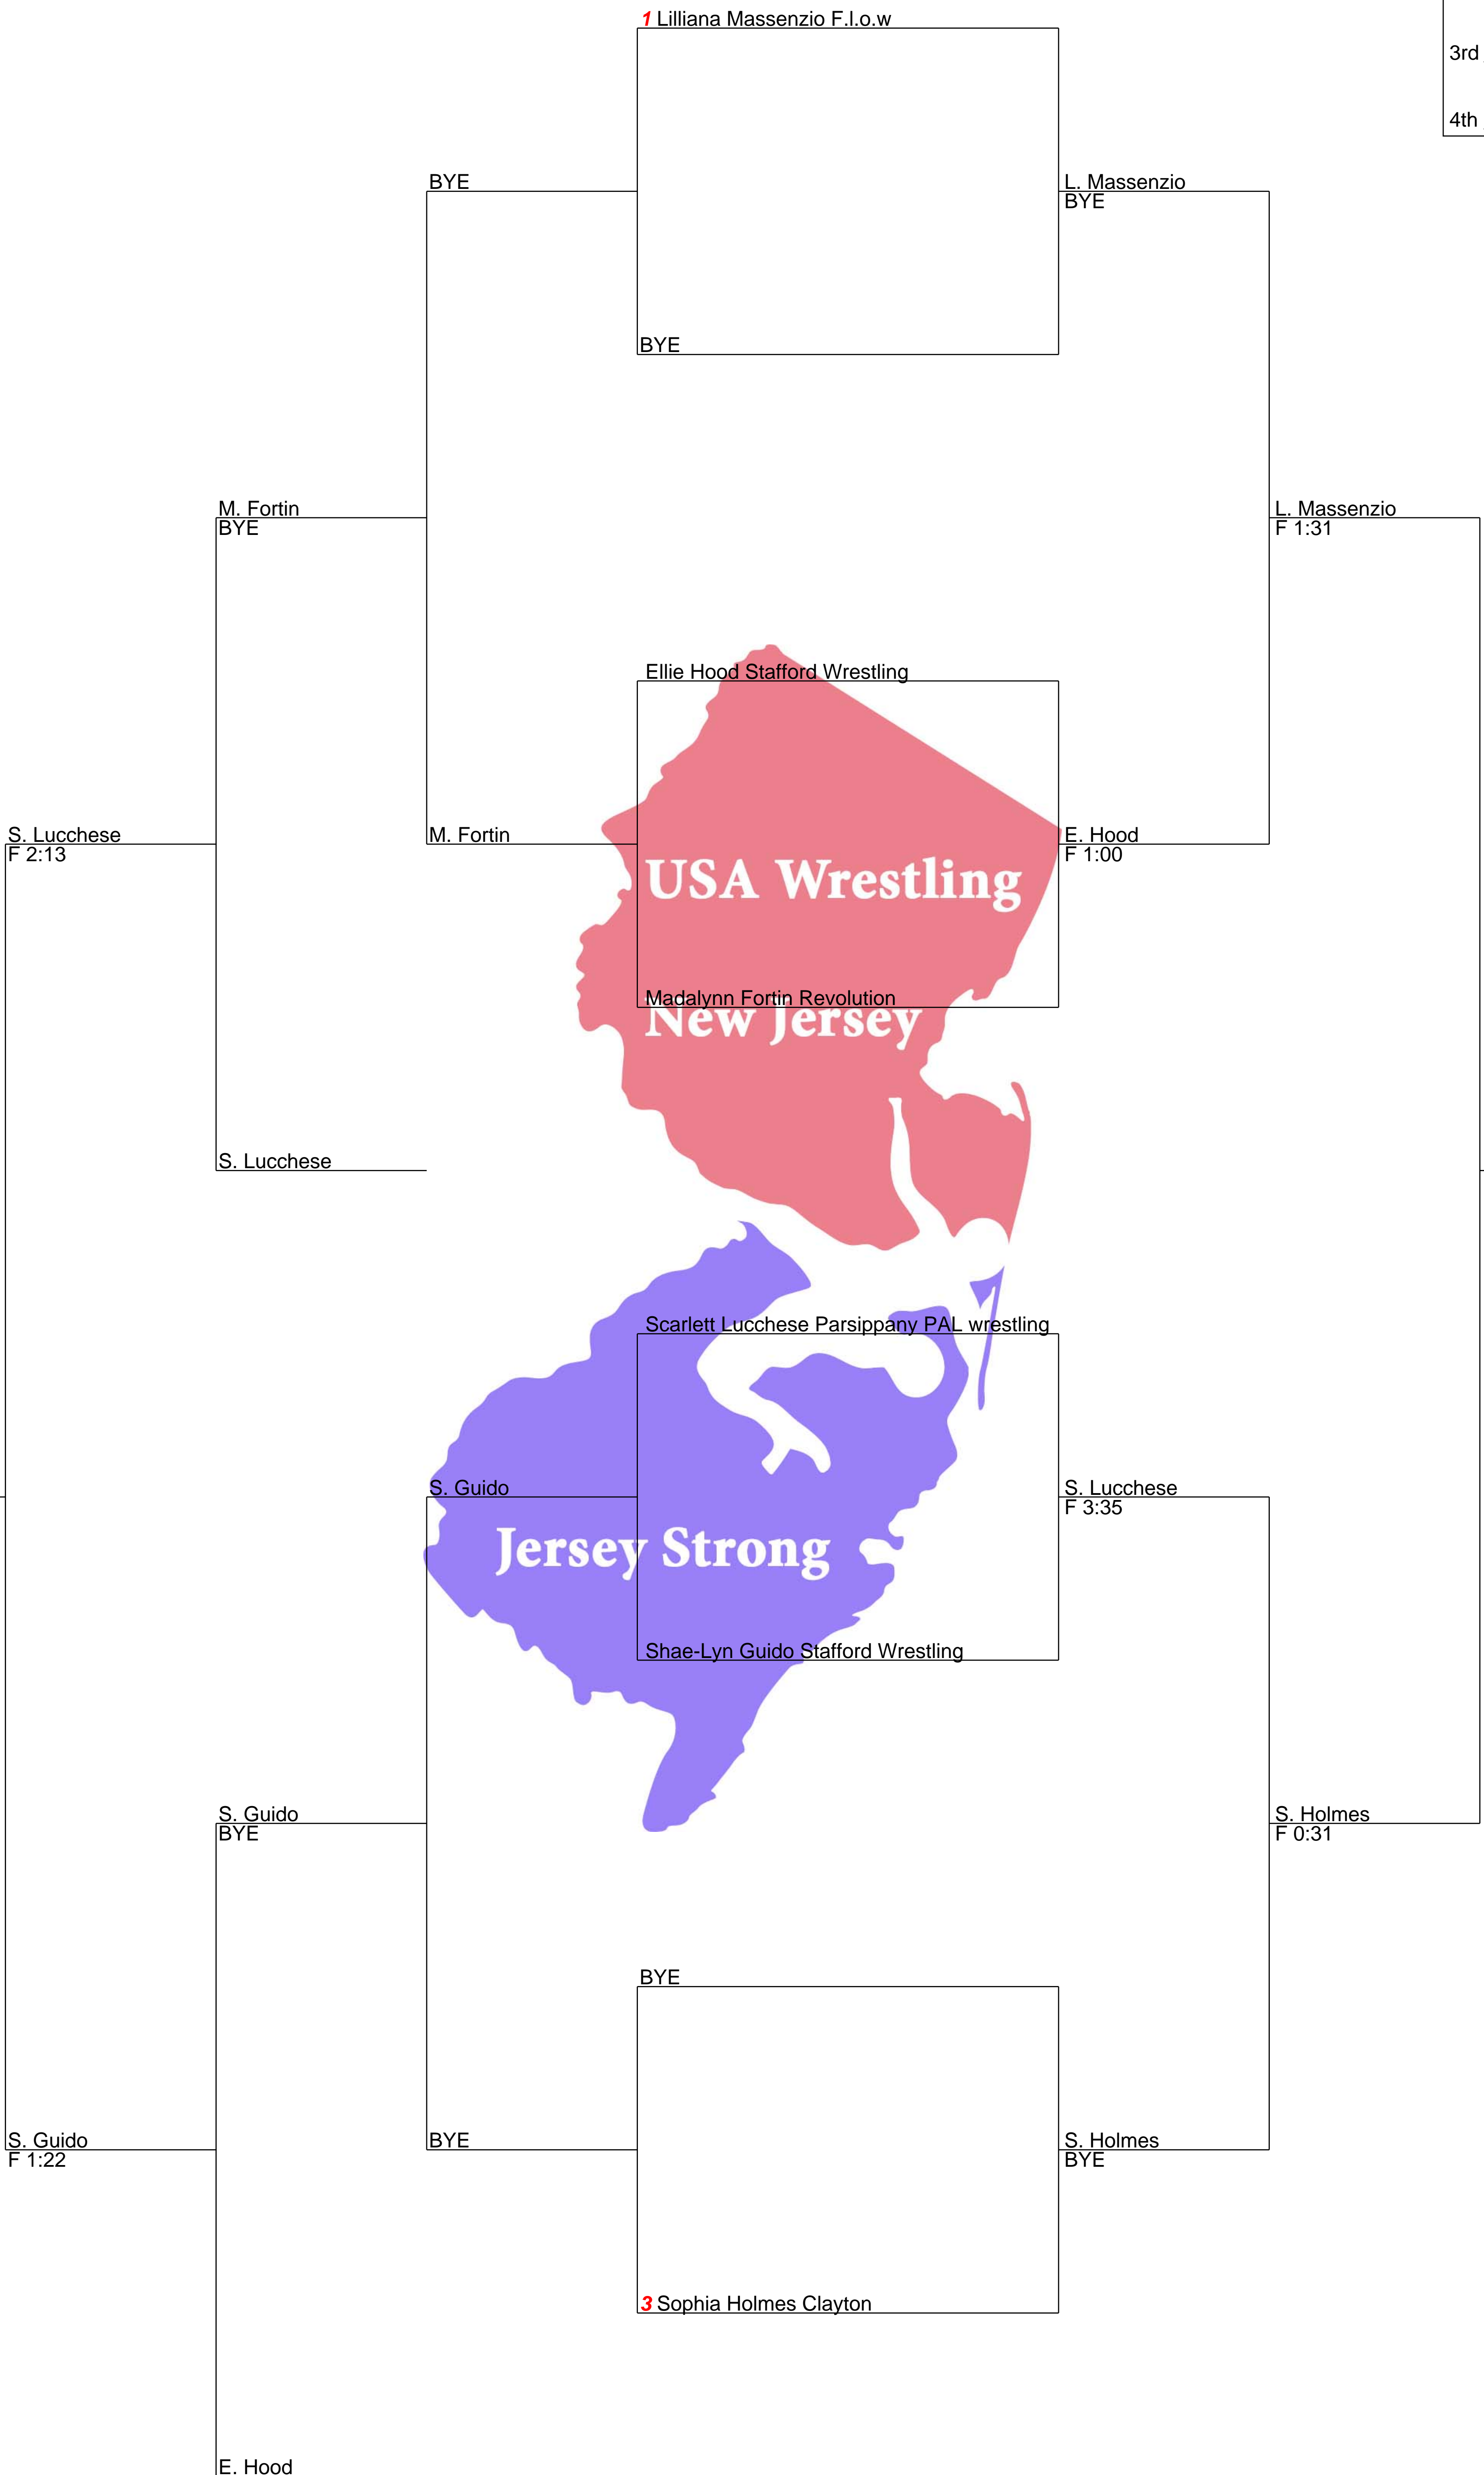 1 Lilliana Massenzio F.l.o.w
3rd
4th
BYE
L. Massenzio
BYE
BYE
M. Fortin
BYE
L. Massenzio
F 1:31
Ellie Hood Stafford Wrestling
S. Lucchese
F 2:13
M. Fortin
E. Hood
F 1:00
USA Wrestling
Madalynn Fortin Revolution
New Jersey
S. Lucchese
Scarlett Lucchese Parsippany PAL wrestling
S. Guido
S. Lucchese
F 3:35
Jersey Strong
Shae-Lyn Guido Stafford Wrestling
S. Guido
BYE
S. Holmes
F 0:31
BYE
S. Guido
F 1:22
BYE
S. Holmes
BYE
3 Sophia Holmes Clayton
E. Hood